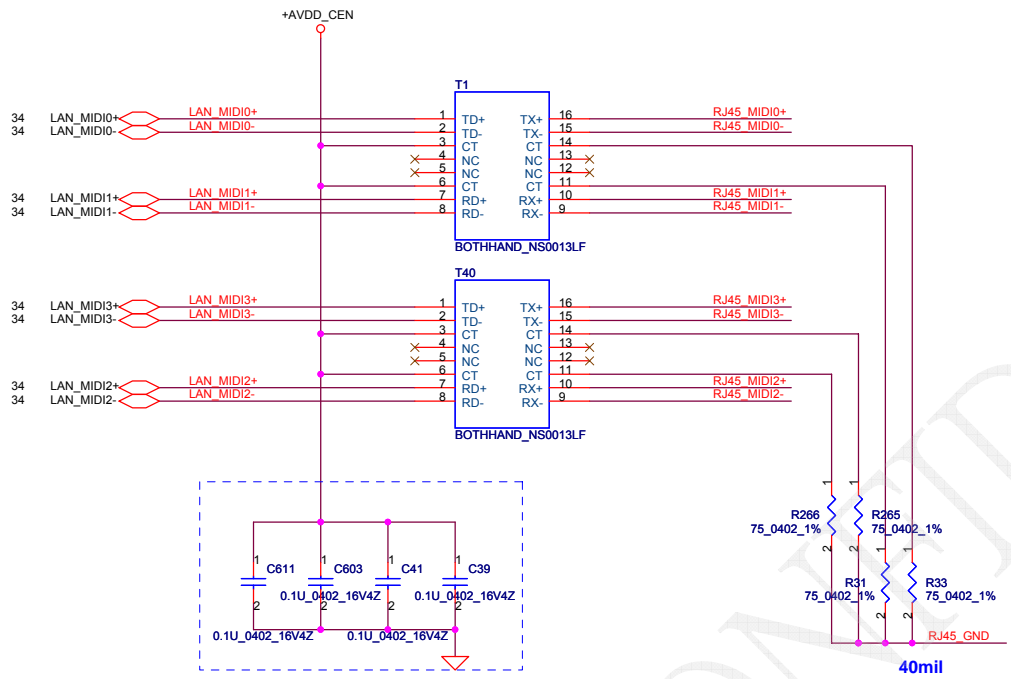 +AVDD_CEN
T1
34 LAN_MIDI0+ LAN_MIDI0+ 1 TD+ TX+ 16 RJ45_MIDI0+
34 LAN_MIDI0- LAN_MIDI0- 2 TD- TX- 15 RJ45_MIDI0-
3 CT CT 14
4 NC NC 13
5 NC NC 12
6 CT CT 11
34 LAN_MIDI1+ LAN_MIDI1+ 7 RD+ RX+ 10 RJ45_MIDI1+
34 LAN_MIDI1- LAN_MIDI1- 8 RD- RX- 9 RJ45_MIDI1-
BOTHHAND_NS0013LF
T40
34 LAN_MIDI3+ LAN_MIDI3+ 1 TD+ TX+ 16 RJ45_MIDI3+
34 LAN_MIDI3- LAN_MIDI3- 2 TD- TX- 15 RJ45_MIDI3-
3 CT CT 14
4 NC NC 13
5 NC NC 12
6 CT CT 11
34 LAN_MIDI2+ LAN_MIDI2+ 7 RD+ RX+ 10 RJ45_MIDI2+
34 LAN_MIDI2- LAN_MIDI2- 8 RD- RX- 9 RJ45_MIDI2-
BOTHHAND_NS0013LF
1 1
R266 R265
75_0402_1% 75_0402_1%
2 2
1 1 1 1
C611 C603 C41 C39
0.1U_0402_16V4Z 0.1U_0402_16V4Z
2 2 2 2
0.1U_0402_16V4Z 0.1U_0402_16V4Z
1 1
R31 R33
75_0402_1% 75_0402_1%
2 2
RJ45_GND
40mil